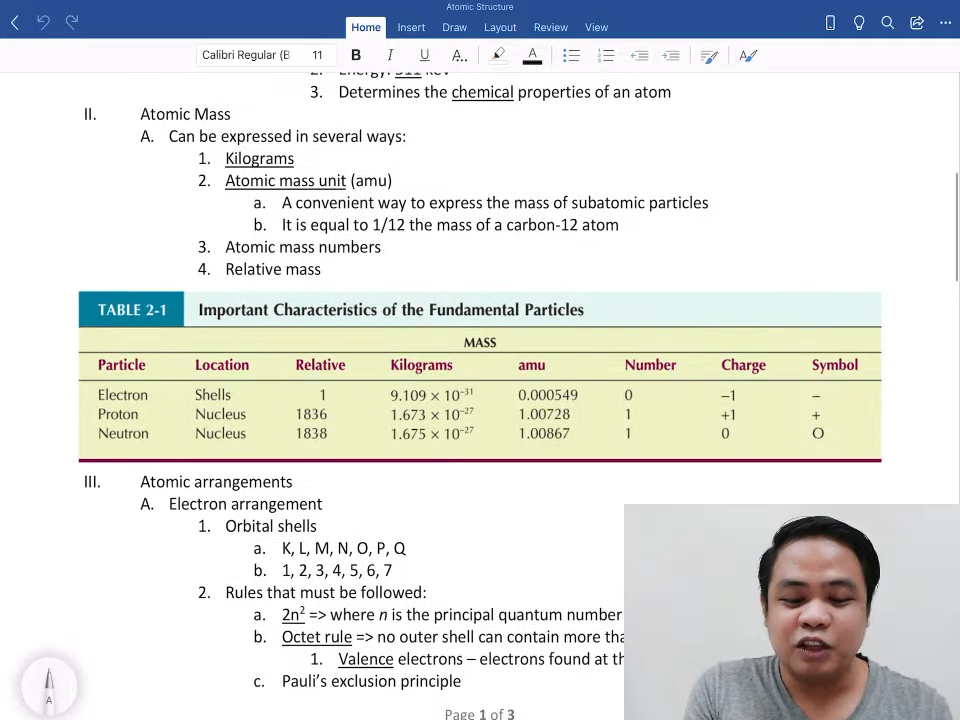 Atomic Structure
Home Insert Draw Layout Review View
Calibri Regular (B 11 B I U A
2. Energy: 511 keV
3. Determines the chemical properties of an atom
II. Atomic Mass
A. Can be expressed in several ways:
1. Kilograms
2. Atomic mass unit (amu)
a. A convenient way to express the mass of subatomic particles
b. It is equal to 1/12 the mass of a carbon-12 atom
3. Atomic mass numbers
4. Relative mass
TABLE 2-1 Important Characteristics of the Fundamental Particles
MASS
Particle Location Relative Kilograms amu Number Charge Symbol
Electron Shells 1 9.109 × 10⁻³¹ 0.000549 0 −1 −
Proton Nucleus 1836 1.673 × 10⁻²⁷ 1.00728 1 +1 +
Neutron Nucleus 1838 1.675 × 10⁻²⁷ 1.00867 1 0 O
III. Atomic arrangements
A. Electron arrangement
1. Orbital shells
a. K, L, M, N, O, P, Q
b. 1, 2, 3, 4, 5, 6, 7
2. Rules that must be followed:
a. 2n² => where n is the principal quantum number
b. Octet rule => no outer shell can contain more tha
1. Valence electrons – electrons found at th
c. Pauli's exclusion principle
A
Page 1 of 3